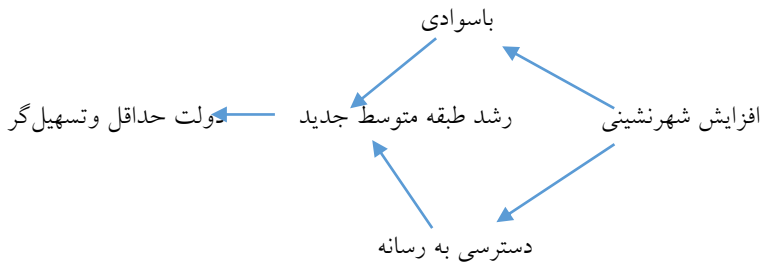 باسوادی
افزایش شهرنشینی
رشد طبقه متوسط جدید
دولت حداقل وتسهیل‌گر
دسترسی به رسانه